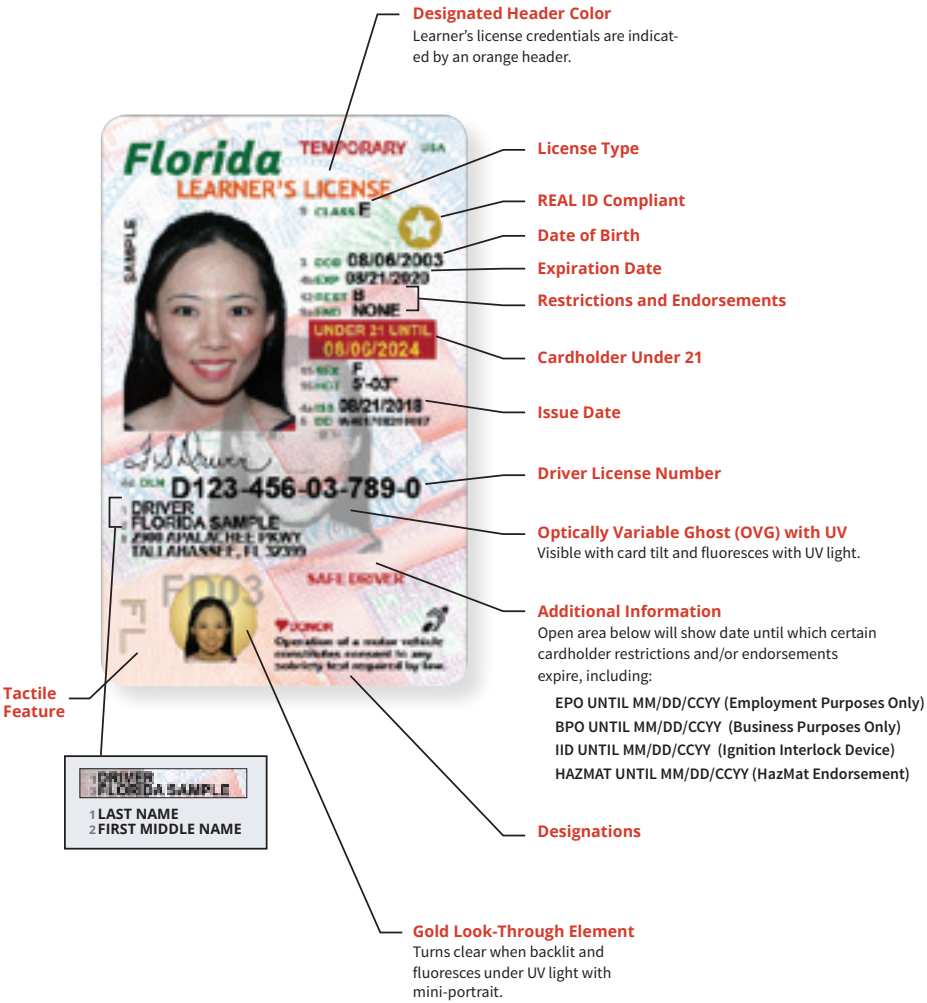 Designated Header Color
Learner's license credentials are indicat-
ed by an orange header.
Florida
TEMPORARY USA
LEARNER'S LICENSE
9 CLASS E
SAMPLE
3 DOB 08/06/2003
4b EXP 08/21/2020
12 REST B
9a END NONE
UNDER 21 UNTIL
08/06/2024
15 SEX F
16 HGT 5'-03"
4a ISS 08/21/2018
5 DD
4d DLN D123-456-03-789-0
1 DRIVER
2 FLORIDA SAMPLE
8 2900 APALACHEE PKWY
TALLAHASSEE, FL 32399
SAFE DRIVER
FD03
FL
DONOR
Operation of a motor vehicle
constitutes consent to any
sobriety test required by law.
License Type
REAL ID Compliant
Date of Birth
Expiration Date
Restrictions and Endorsements
Cardholder Under 21
Issue Date
Driver License Number
Optically Variable Ghost (OVG) with UV
Visible with card tilt and fluoresces with UV light.
Additional Information
Open area below will show date until which certain
cardholder restrictions and/or endorsements
expire, including:
EPO UNTIL MM/DD/CCYY (Employment Purposes Only)
BPO UNTIL MM/DD/CCYY (Business Purposes Only)
IID UNTIL MM/DD/CCYY (Ignition Interlock Device)
HAZMAT UNTIL MM/DD/CCYY (HazMat Endorsement)
Tactile
Feature
DRIVER
FLORIDA SAMPLE
1 LAST NAME
2 FIRST MIDDLE NAME
Designations
Gold Look-Through Element
Turns clear when backlit and
fluoresces under UV light with
mini-portrait.